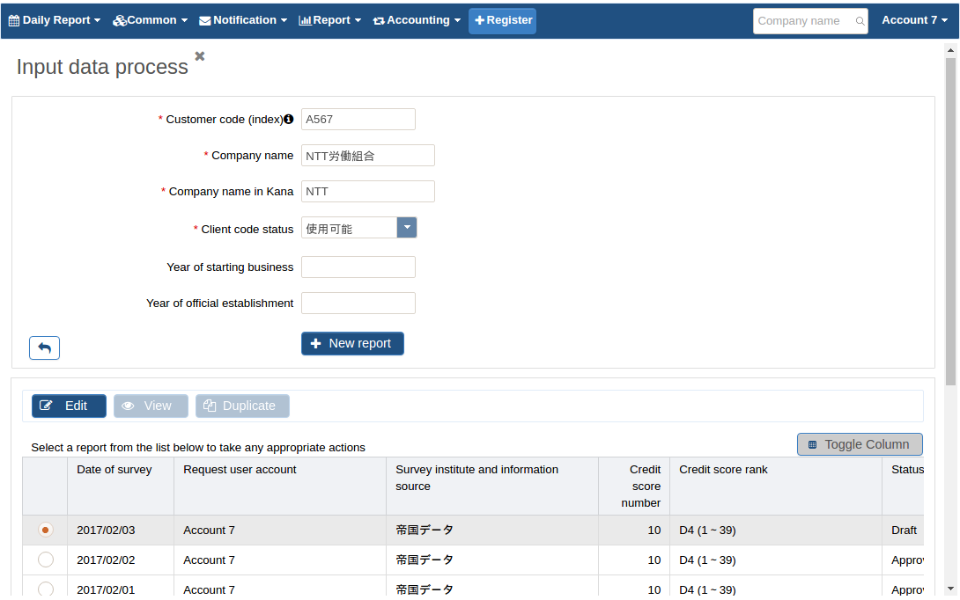 Daily Report Common Notification Report Accounting Register Company name Account 7
Input data process
* Customer code (index) A567
* Company name NTT労働組合
* Company name in Kana NTT
* Client code status 使用可能
Year of starting business
Year of official establishment
New report
Edit View Duplicate
Select a report from the list below to take any appropriate actions
Toggle Column
Date of survey Request user account Survey institute and information source Credit score number Credit score rank Status
2017/02/03 Account 7 帝国データ 10 D4 (1 ~ 39) Draft
2017/02/02 Account 7 帝国データ 10 D4 (1 ~ 39) Appro
2017/02/01 Account 7 帝国データ 10 D4 (1 ~ 39) Appro